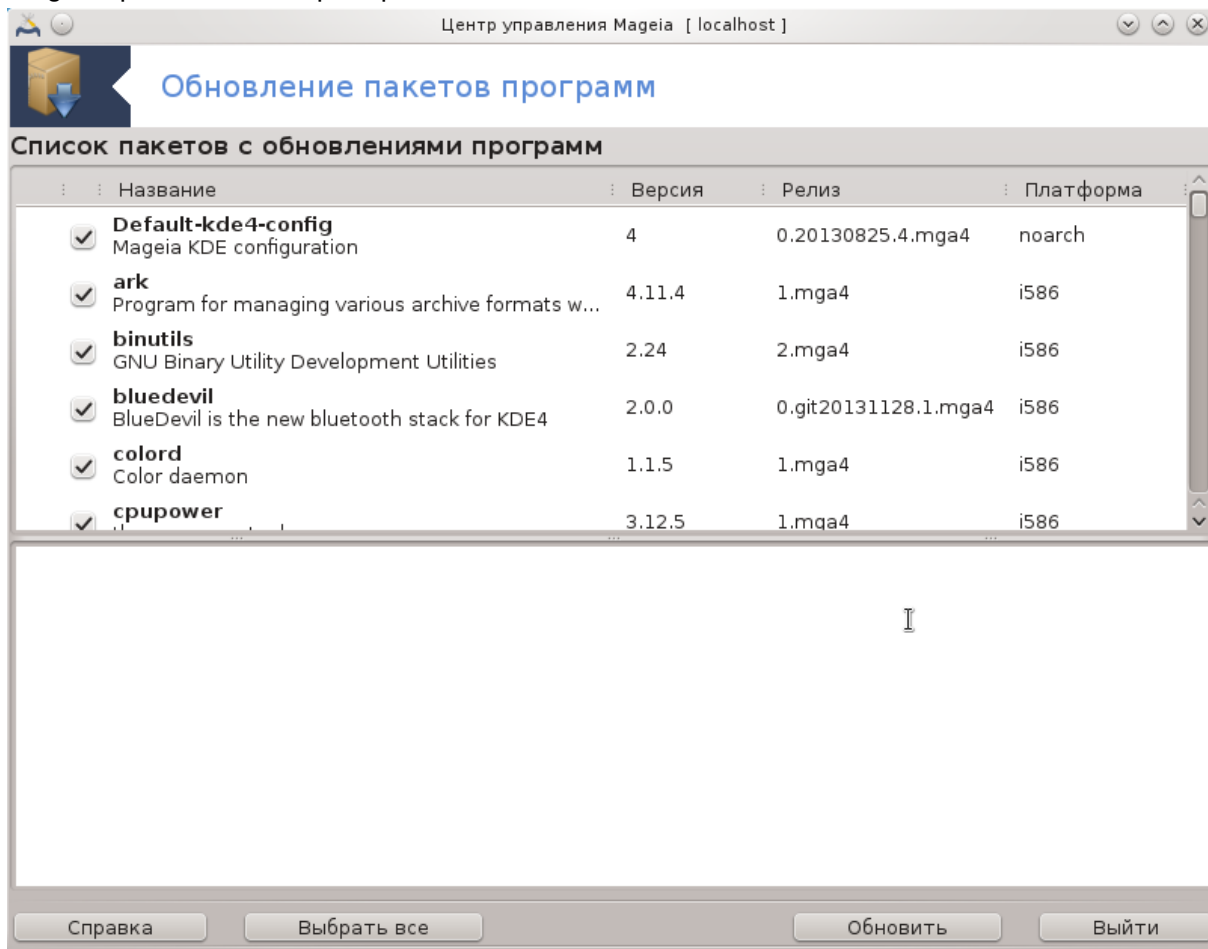 Центр управления Mageia [ localhost ]
Обновление пакетов программ
Список пакетов с обновлениями программ
Название Версия Релиз Платформа
Default-kde4-config
Mageia KDE configuration
4 0.20130825.4.mga4 noarch
ark
Program for managing various archive formats w...
4.11.4 1.mga4 i586
binutils
GNU Binary Utility Development Utilities
2.24 2.mga4 i586
bluedevil
BlueDevil is the new bluetooth stack for KDE4
2.0.0 0.git20131128.1.mga4 i586
colord
Color daemon
1.1.5 1.mga4 i586
cpupower
3.12.5 1.mga4 i586
Справка Выбрать все Обновить Выйти